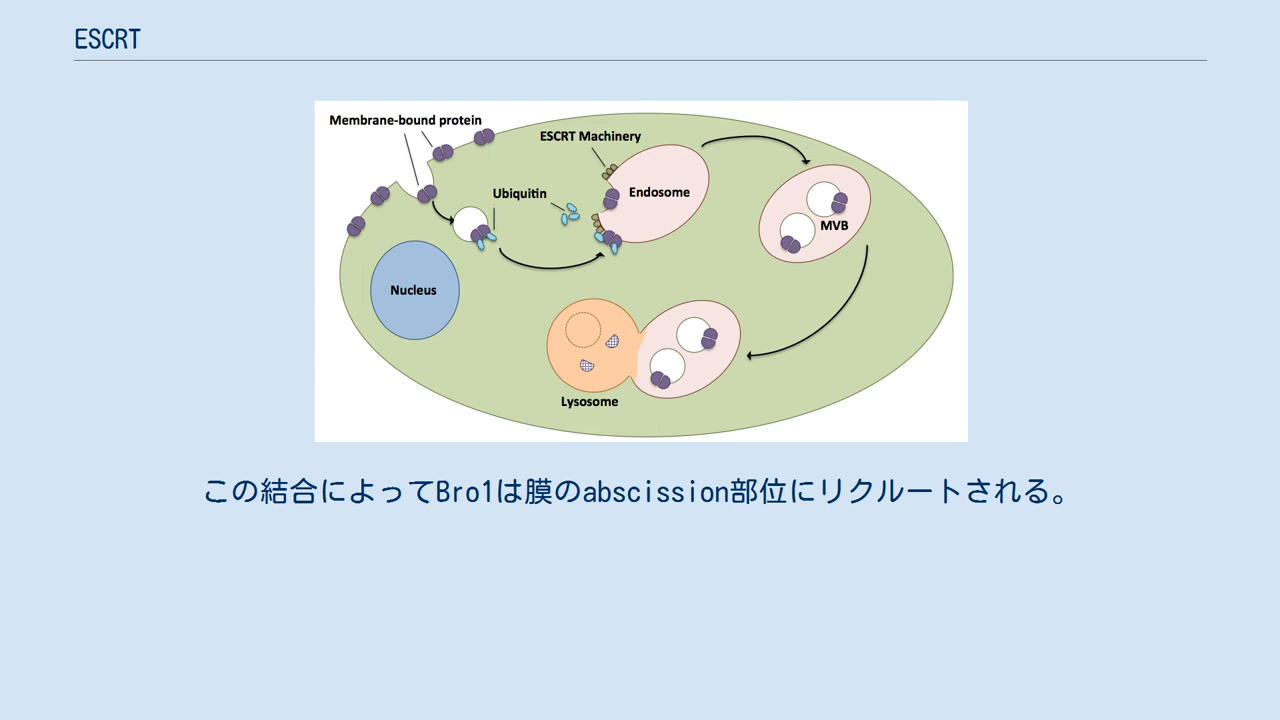 ESCRT
Membrane-bound protein
ESCRT Machinery
Ubiquitin
Endosome
MVB
Nucleus
Lysosome
この結合によってBro1は膜のabscission部位にリクルートされる。